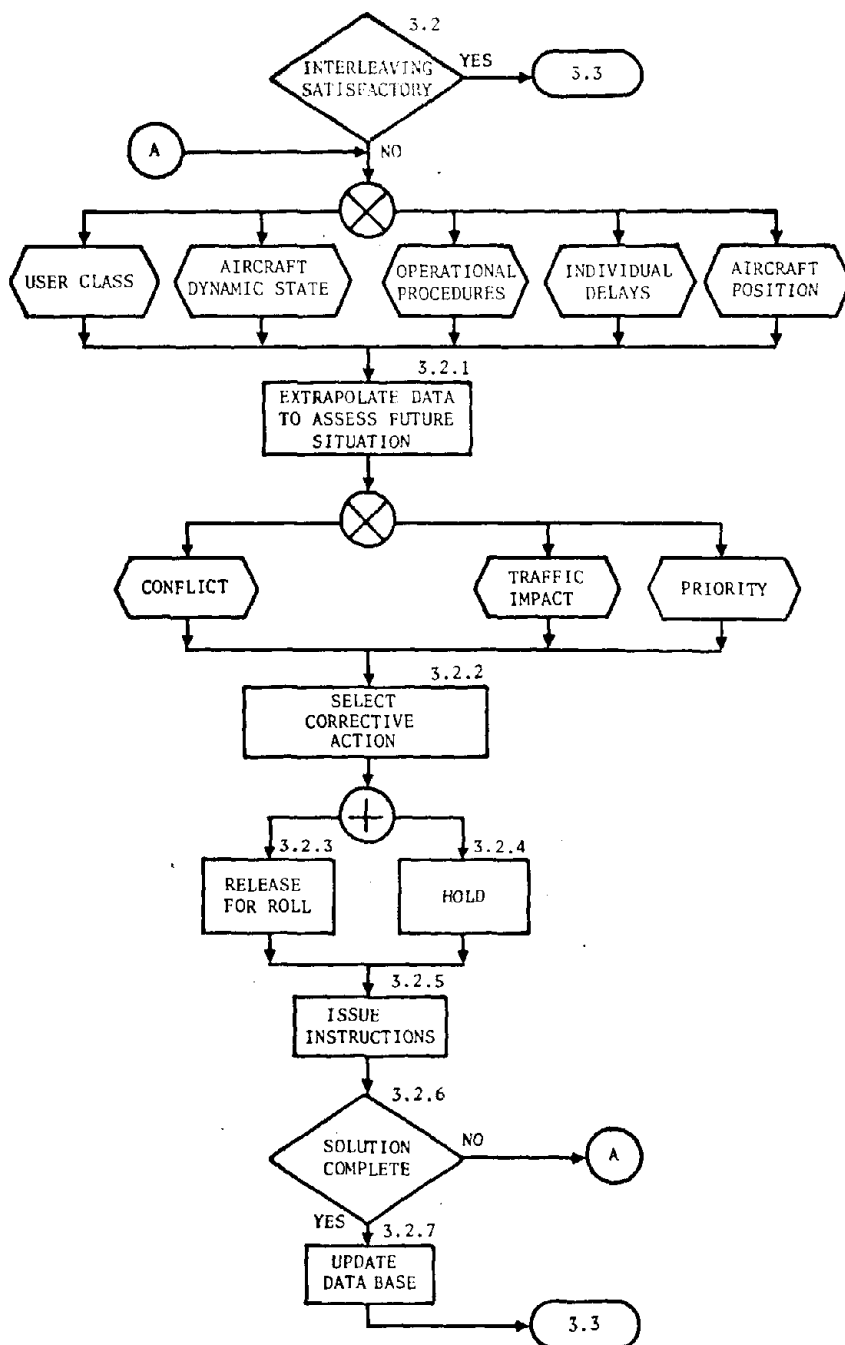 3.2
INTERLEAVING
SATISFACTORY
YES
3.3
A
NO
USER CLASS
AIRCRAFT
DYNAMIC STATE
OPERATIONAL
PROCEDURES
INDIVIDUAL
DELAYS
AIRCRAFT
POSITION
3.2.1
EXTRAPOLATE DATA
TO ASSESS FUTURE
SITUATION
CONFLICT
TRAFFIC
IMPACT
PRIORITY
3.2.2
SELECT
CORRECTIVE
ACTION
3.2.3
RELEASE
FOR ROLL
3.2.4
HOLD
3.2.5
ISSUE
INSTRUCTIONS
3.2.6
SOLUTION
COMPLETE
NO
A
YES
3.2.7
UPDATE
DATA BASE
3.3